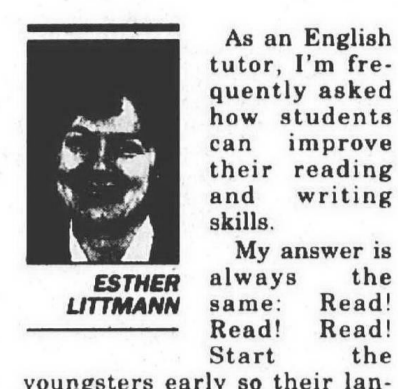 ESTHER
LITTMANN
As an English
tutor, I'm fre-
quently asked
how students
can improve
their reading
and writing
skills.
My answer is
always the
same: Read!
Read! Read!
Start the
youngsters early so their lan-